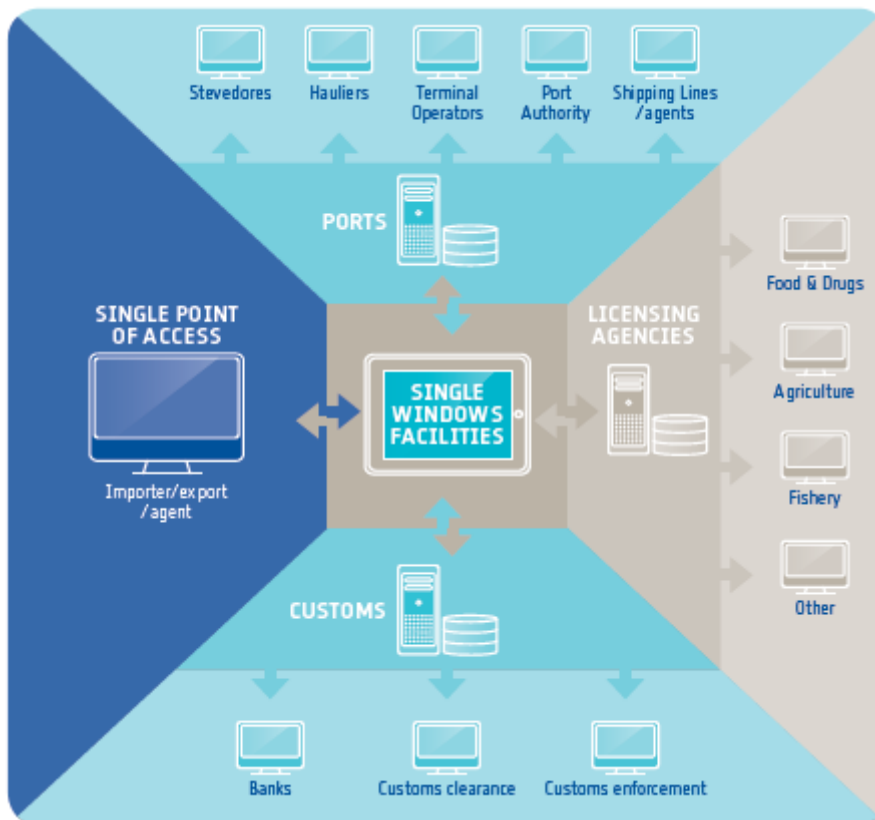 Stevedores
Hauliers
Terminal
Operators
Port
Authority
Shipping Lines
/agents
PORTS
SINGLE POINT
OF ACCESS
Importer/export
/agent
SINGLE
WINDOWS
FACILITIES
LICENSING
AGENCIES
Food & Drugs
Agriculture
Fishery
Other
CUSTOMS
Banks
Customs clearance
Customs enforcement